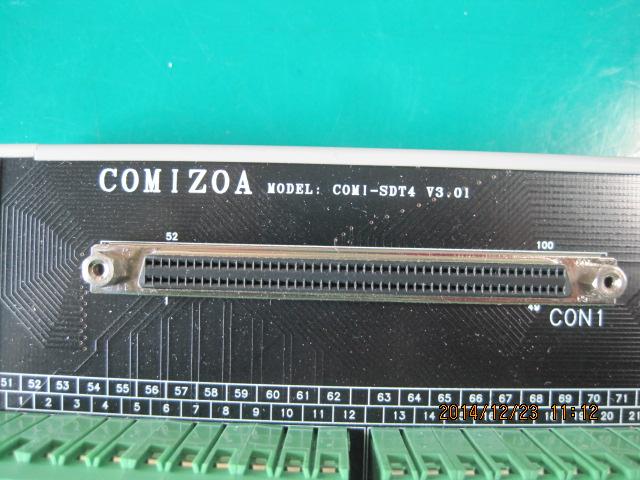 COMIZOA MODEL: COMI-SDT4 V3.01
52 100
1 49
CON1
51 52 53 54 55 56 57 58 59 60 61 62 63 64 65 66 67 68 69 70 71
1 2 3 4 5 6 7 8 9 10 11 12 13 14 20
2014/12/23 11:12